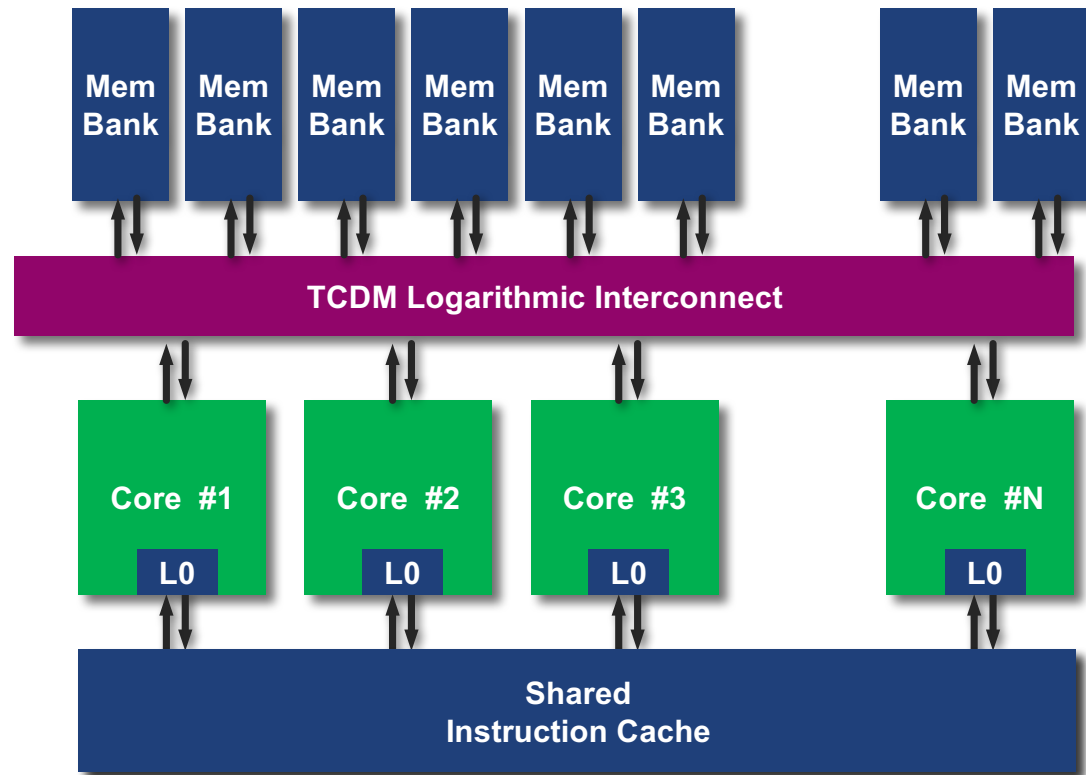 Mem Mem Mem Mem Mem Mem Mem Mem
Bank Bank Bank Bank Bank Bank Bank Bank
TCDM Logarithmic Interconnect
Core #1 Core #2 Core #3 Core #N
L0 L0 L0 L0
Shared
Instruction Cache